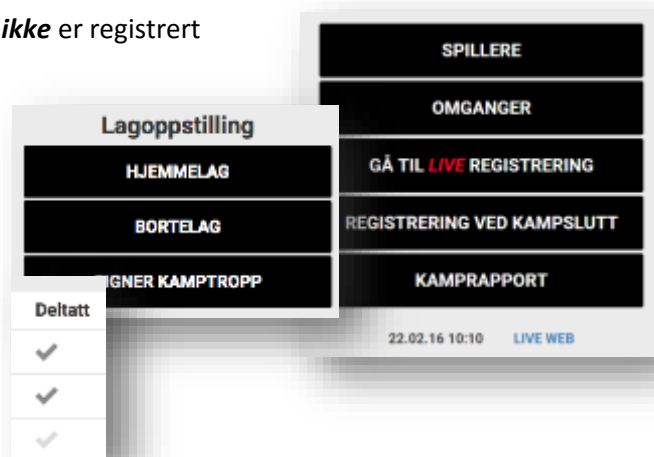 ikke er registrert
SPILLERE
OMGANGER
GÅ TIL LIVE REGISTRERING
REGISTRERING VED KAMPSLUTT
KAMPRAPPORT
22.02.16 10:10 LIVE WEB
Lagoppstilling
HJEMMELAG
BORTELAG
IGNER KAMPTROPP
Deltatt